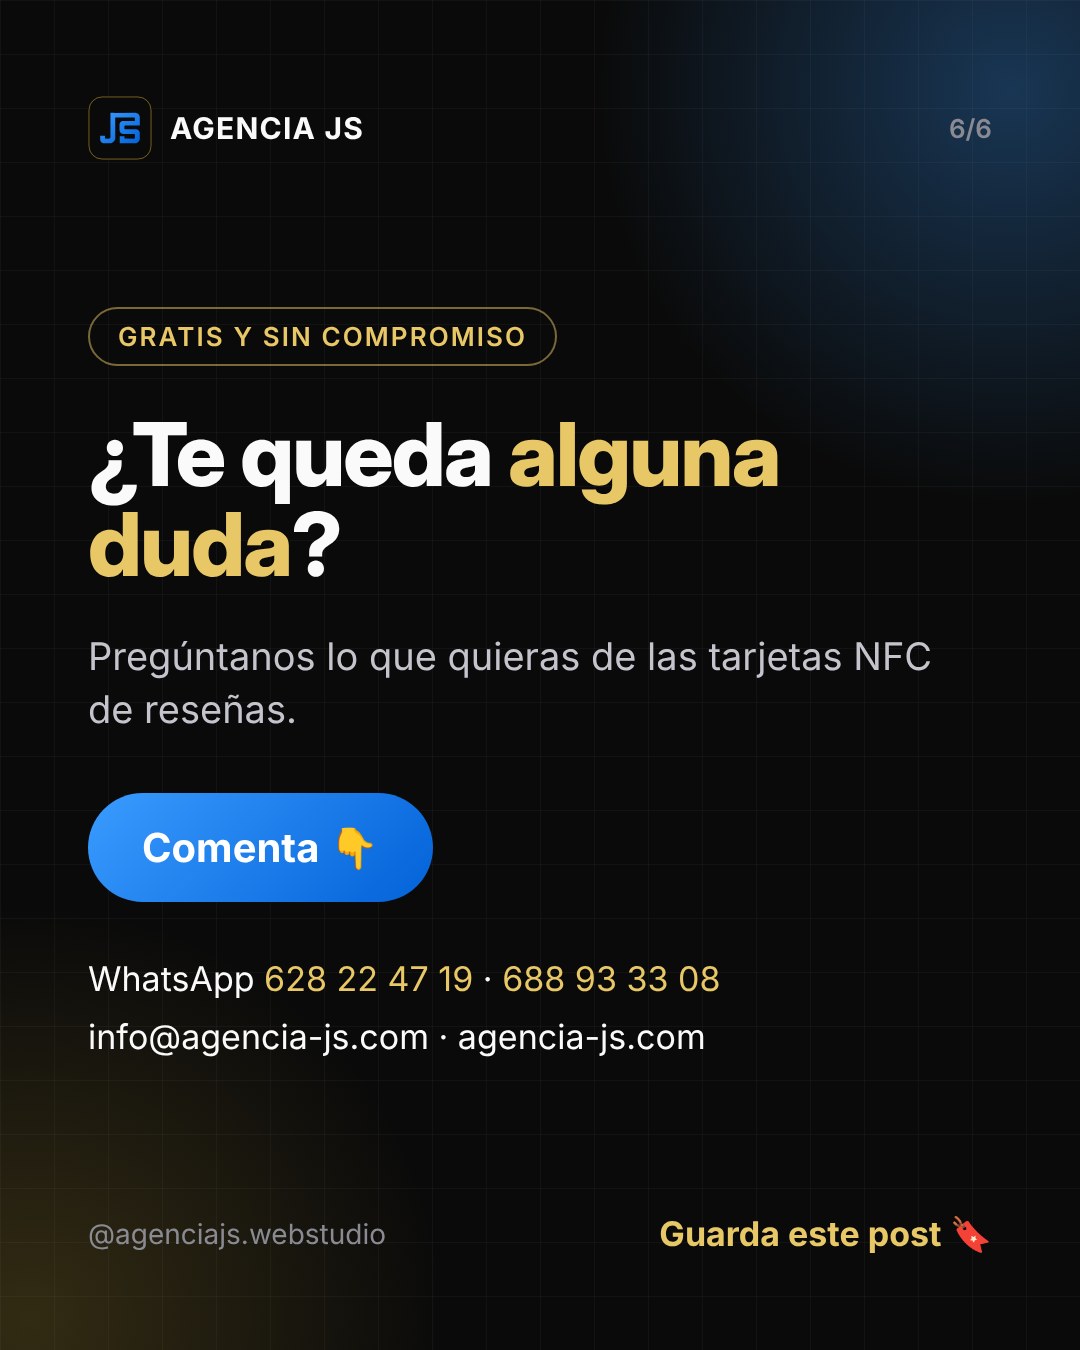 JS AGENCIA JS
6/6
GRATIS Y SIN COMPROMISO
¿Te queda alguna
duda?
Pregúntanos lo que quieras de las tarjetas NFC
de reseñas.
Comenta 👇
WhatsApp 628 22 47 19 · 688 93 33 08
info@agencia-js.com · agencia-js.com
@agenciajs.webstudio
Guarda este post 🔖